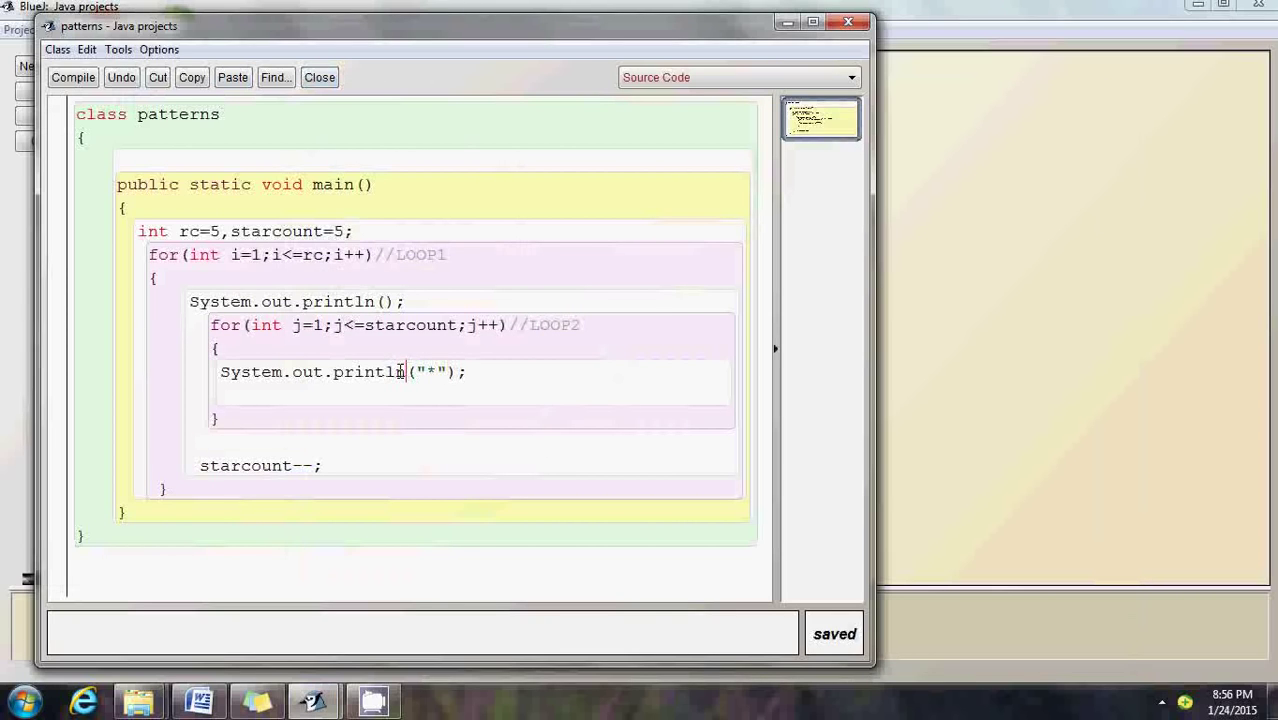 BlueJ: Java projects
Proje
Ne
patterns - Java projects
Class Edit Tools Options
Compile Undo Cut Copy Paste Find... Close Source Code
class patterns
{
public static void main()
{
int rc=5,starcount=5;
for(int i=1;i<=rc;i++)//LOOP1
{
System.out.println();
for(int j=1;j<=starcount;j++)//LOOP2
{
System.out.println("*");
}
starcount--;
}
}
}
saved
8:56 PM
1/24/2015